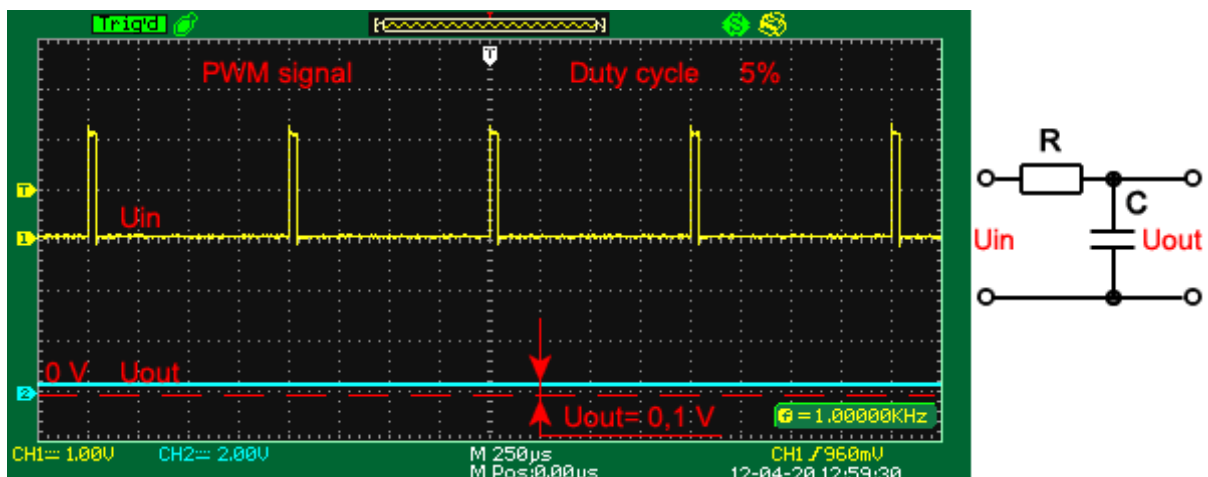 Trig'd
T
PWM signal Duty cycle 5%
T
Uin
1
0 V Uout
2
Uout= 0,1 V
f =1.00000KHz
CH1 1.00V CH2 2.00V M 250µs CH1 960mV
M Pos:0.00µs 12-04-20 12:59:30
R
C
Uin Uout